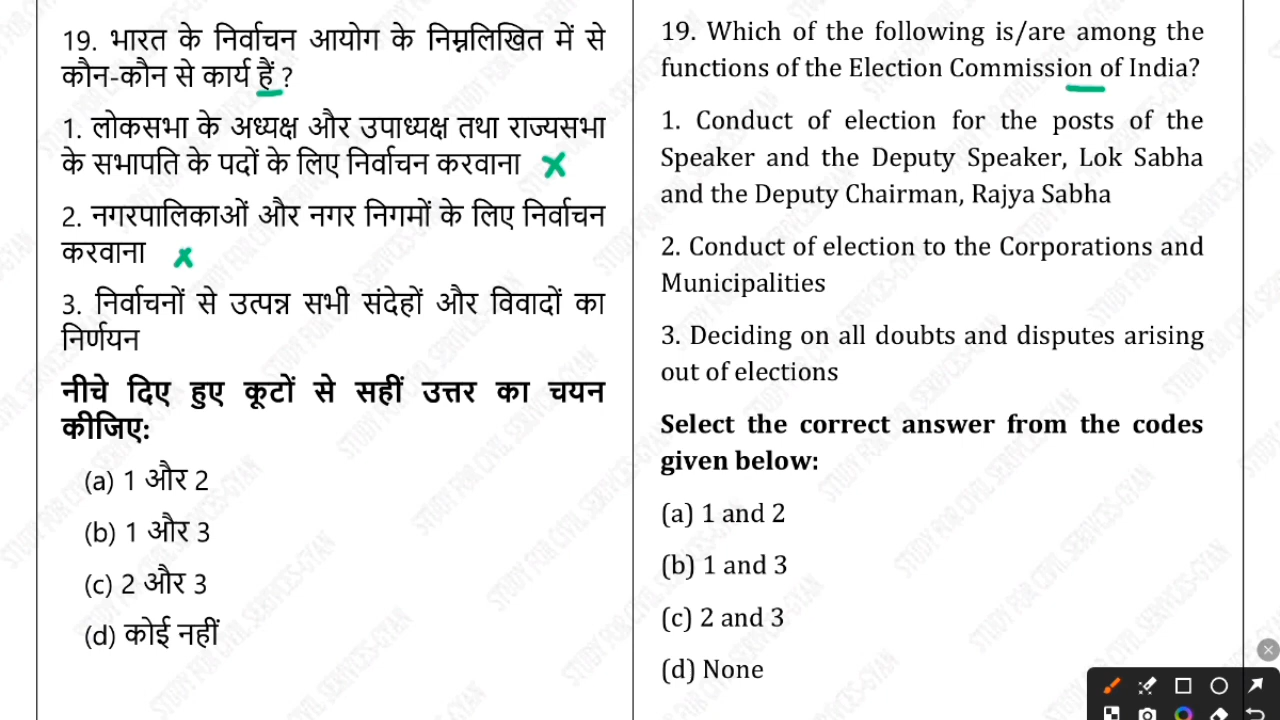 19. भारत के निर्वाचन आयोग के निम्नलिखित में से
कौन-कौन से कार्य हैं ?
1. लोकसभा के अध्यक्ष और उपाध्यक्ष तथा राज्यसभा
के सभापति के पदों के लिए निर्वाचन करवाना
2. नगरपालिकाओं और नगर निगमों के लिए निर्वाचन
करवाना
3. निर्वाचनों से उत्पन्न सभी संदेहों और विवादों का
निर्णयन
नीचे दिए हुए कूटों से सहीं उत्तर का चयन
कीजिए:
(a) 1 और 2
(b) 1 और 3
(c) 2 और 3
(d) कोई नहीं
19. Which of the following is/are among the
functions of the Election Commission of India?
1. Conduct of election for the posts of the
Speaker and the Deputy Speaker, Lok Sabha
and the Deputy Chairman, Rajya Sabha
2. Conduct of election to the Corporations and
Municipalities
3. Deciding on all doubts and disputes arising
out of elections
Select the correct answer from the codes
given below:
(a) 1 and 2
(b) 1 and 3
(c) 2 and 3
(d) None
STUDY FOR CIVIL SERVICES-GYAN